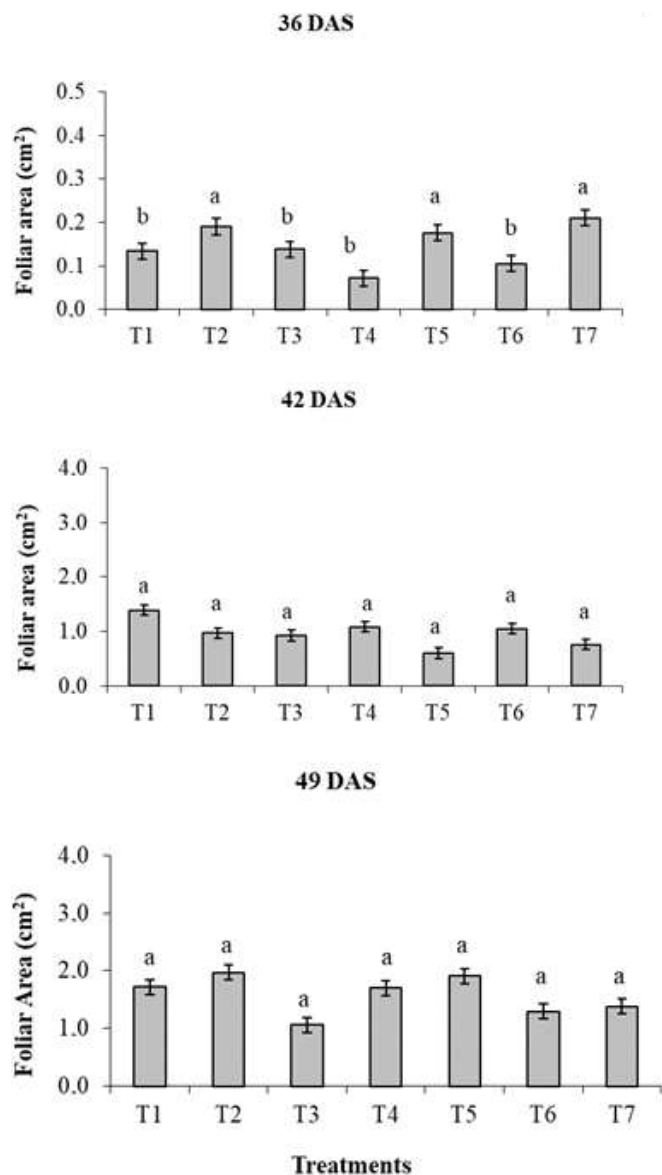 36 DAS
Foliar area (cm²)
0.5
0.4
0.3
0.2
0.1
0.0
b a b b a b a
T1 T2 T3 T4 T5 T6 T7
42 DAS
Foliar area (cm²)
4.0
3.0
2.0
1.0
0.0
a a a a a a a
T1 T2 T3 T4 T5 T6 T7
49 DAS
Foliar Area (cm²)
4.0
3.0
2.0
1.0
0.0
a a a a a a a
T1 T2 T3 T4 T5 T6 T7
Treatments